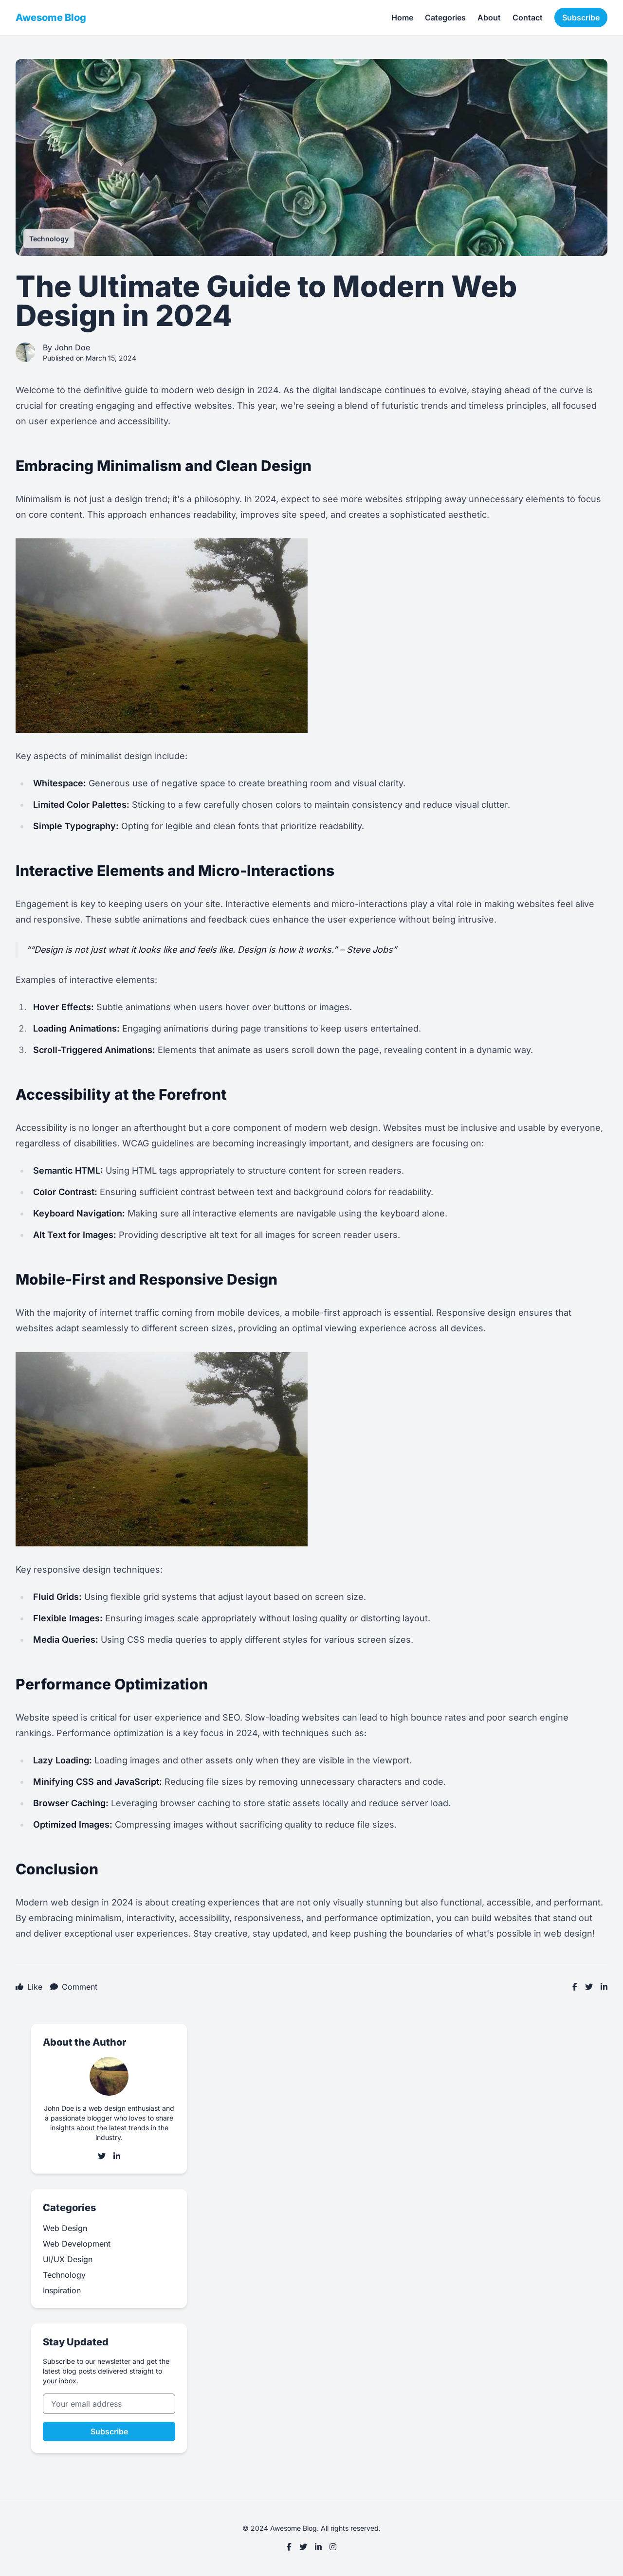 Awesome Blog
Home Categories About Contact Subscribe
Technology
The Ultimate Guide to Modern Web
Design in 2024
By John Doe
Published on March 15, 2024
Welcome to the definitive guide to modern web design in 2024. As the digital landscape continues to evolve, staying ahead of the curve is
crucial for creating engaging and effective websites. This year, we're seeing a blend of futuristic trends and timeless principles, all focused
on user experience and accessibility.
Embracing Minimalism and Clean Design
Minimalism is not just a design trend; it's a philosophy. In 2024, expect to see more websites stripping away unnecessary elements to focus
on core content. This approach enhances readability, improves site speed, and creates a sophisticated aesthetic.
Key aspects of minimalist design include:
Whitespace: Generous use of negative space to create breathing room and visual clarity.
Limited Color Palettes: Sticking to a few carefully chosen colors to maintain consistency and reduce visual clutter.
Simple Typography: Opting for legible and clean fonts that prioritize readability.
Interactive Elements and Micro-Interactions
Engagement is key to keeping users on your site. Interactive elements and micro-interactions play a vital role in making websites feel alive
and responsive. These subtle animations and feedback cues enhance the user experience without being intrusive.
““Design is not just what it looks like and feels like. Design is how it works.” – Steve Jobs”
Examples of interactive elements:
1. Hover Effects: Subtle animations when users hover over buttons or images.
2. Loading Animations: Engaging animations during page transitions to keep users entertained.
3. Scroll-Triggered Animations: Elements that animate as users scroll down the page, revealing content in a dynamic way.
Accessibility at the Forefront
Accessibility is no longer an afterthought but a core component of modern web design. Websites must be inclusive and usable by everyone,
regardless of disabilities. WCAG guidelines are becoming increasingly important, and designers are focusing on:
Semantic HTML: Using HTML tags appropriately to structure content for screen readers.
Color Contrast: Ensuring sufficient contrast between text and background colors for readability.
Keyboard Navigation: Making sure all interactive elements are navigable using the keyboard alone.
Alt Text for Images: Providing descriptive alt text for all images for screen reader users.
Mobile-First and Responsive Design
With the majority of internet traffic coming from mobile devices, a mobile-first approach is essential. Responsive design ensures that
websites adapt seamlessly to different screen sizes, providing an optimal viewing experience across all devices.
Key responsive design techniques:
Fluid Grids: Using flexible grid systems that adjust layout based on screen size.
Flexible Images: Ensuring images scale appropriately without losing quality or distorting layout.
Media Queries: Using CSS media queries to apply different styles for various screen sizes.
Performance Optimization
Website speed is critical for user experience and SEO. Slow-loading websites can lead to high bounce rates and poor search engine
rankings. Performance optimization is a key focus in 2024, with techniques such as:
Lazy Loading: Loading images and other assets only when they are visible in the viewport.
Minifying CSS and JavaScript: Reducing file sizes by removing unnecessary characters and code.
Browser Caching: Leveraging browser caching to store static assets locally and reduce server load.
Optimized Images: Compressing images without sacrificing quality to reduce file sizes.
Conclusion
Modern web design in 2024 is about creating experiences that are not only visually stunning but also functional, accessible, and performant.
By embracing minimalism, interactivity, accessibility, responsiveness, and performance optimization, you can build websites that stand out
and deliver exceptional user experiences. Stay creative, stay updated, and keep pushing the boundaries of what's possible in web design!
Like Comment
About the Author
John Doe is a web design enthusiast and
a passionate blogger who loves to share
insights about the latest trends in the
industry.
Categories
Web Design
Web Development
UI/UX Design
Technology
Inspiration
Stay Updated
Subscribe to our newsletter and get the
latest blog posts delivered straight to
your inbox.
Your email address
Subscribe
© 2024 Awesome Blog. All rights reserved.